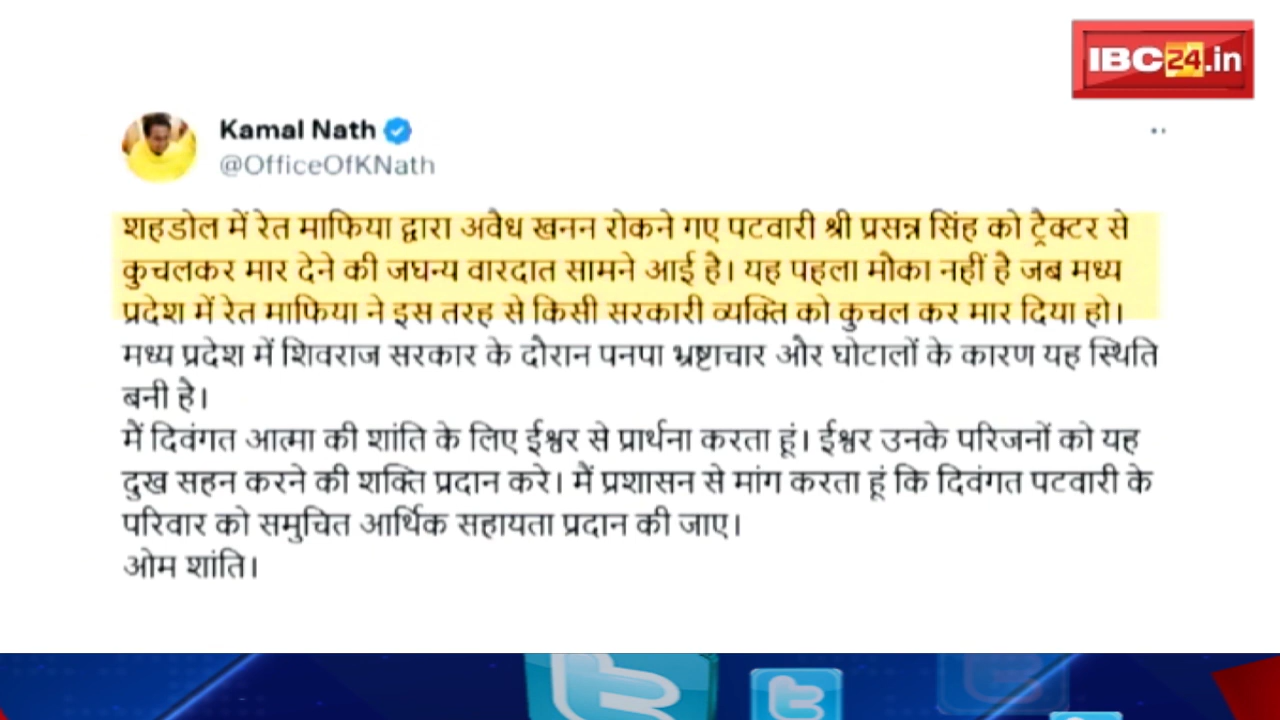 IBC24.in
Kamal Nath
@OfficeOfKNath
शहडोल में रेत माफिया द्वारा अवैध खनन रोकने गए पटवारी श्री प्रसन्न सिंह को ट्रैक्टर से
कुचलकर मार देने की जघन्य वारदात सामने आई है। यह पहला मौका नहीं है जब मध्य
प्रदेश में रेत माफिया ने इस तरह से किसी सरकारी व्यक्ति को कुचल कर मार दिया हो।
मध्य प्रदेश में शिवराज सरकार के दौरान पनपा भ्रष्टाचार और घोटालों के कारण यह स्थिति
बनी है।
मैं दिवंगत आत्मा की शांति के लिए ईश्वर से प्रार्थना करता हूं। ईश्वर उनके परिजनों को यह
दुख सहन करने की शक्ति प्रदान करे। मैं प्रशासन से मांग करता हूं कि दिवंगत पटवारी के
परिवार को समुचित आर्थिक सहायता प्रदान की जाए।
ओम शांति।